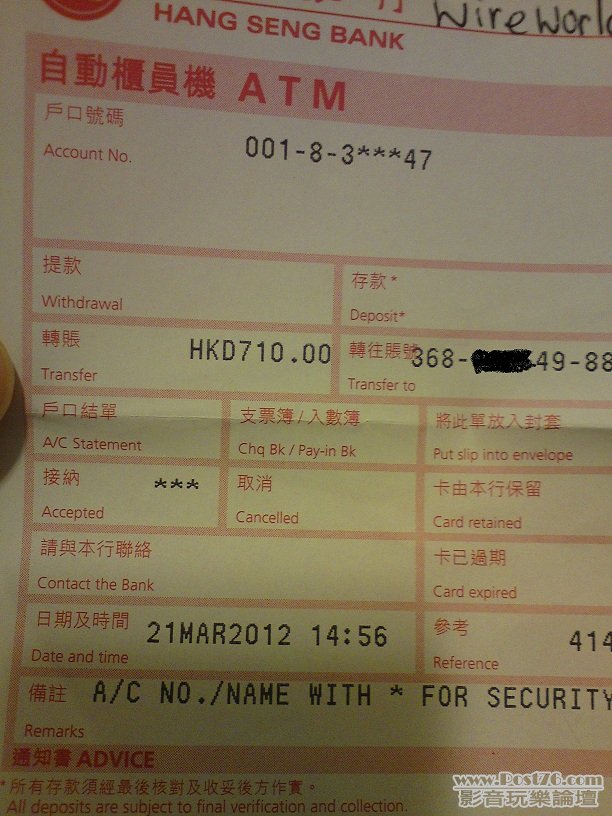 WireWorld
HANG SENG BANK
自動櫃員機 ATM
戶口號碼
Account No.
001-8-3***47
提款
Withdrawal
存款*
Deposit*
轉賬
Transfer
HKD710.00
轉往賬號
Transfer to
368- 49-88
戶口結單
A/C Statement
支票簿/入數簿
Chq Bk / Pay-in Bk
將此單放入封套
Put slip into envelope
接納
Accepted
***
取消
Cancelled
卡由本行保留
Card retained
請與本行聯絡
Contact the Bank
卡已過期
Card expired
日期及時間
Date and time
21MAR2012 14:56
參考
Reference
414
備註
Remarks
A/C NO./NAME WITH * FOR SECURITY
通知書 ADVICE
*所有存款須經最後核對及收妥後方作實。
All deposits are subject to final verification and collection.
www.Post76.com
影音玩樂論壇